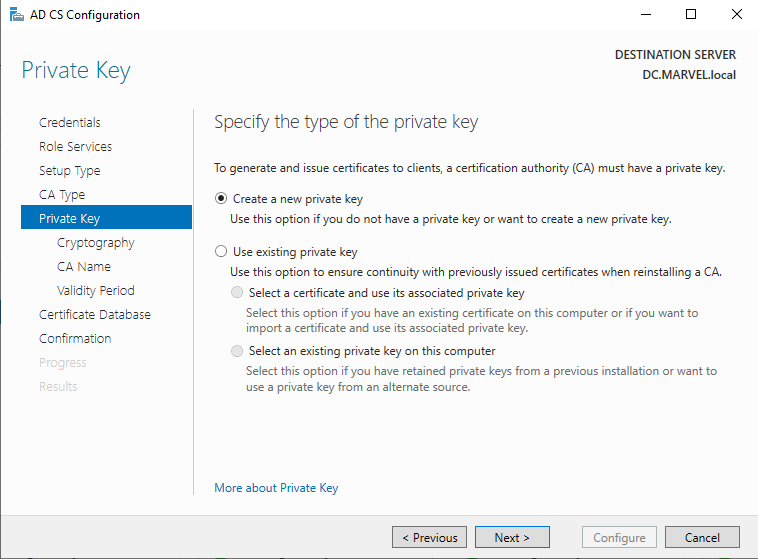 AD CS Configuration
Private Key
DESTINATION SERVER
DC.MARVEL.local
Credentials
Role Services
Setup Type
CA Type
Private Key
Cryptography
CA Name
Validity Period
Certificate Database
Confirmation
Progress
Results
Specify the type of the private key
To generate and issue certificates to clients, a certification authority (CA) must have a private key.
Create a new private key
Use this option if you do not have a private key or want to create a new private key.
Use existing private key
Use this option to ensure continuity with previously issued certificates when reinstalling a CA.
Select a certificate and use its associated private key
Select this option if you have an existing certificate on this computer or if you want to
import a certificate and use its associated private key.
Select an existing private key on this computer
Select this option if you have retained private keys from a previous installation or want to
use a private key from an alternate source.
More about Private Key
< Previous
Next >
Configure
Cancel